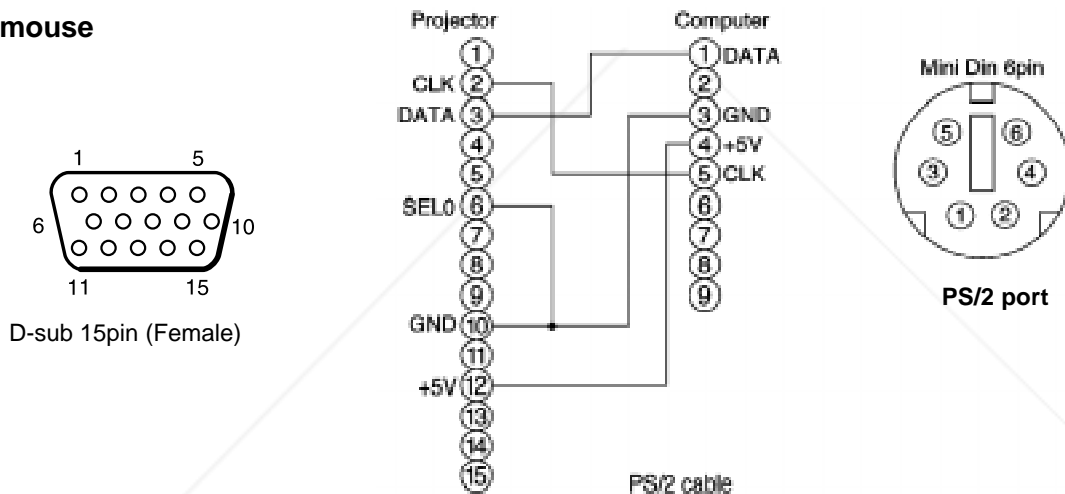 mouse
1 5
6 10
11 15
D-sub 15pin (Female)
Projector
1
CLK 2
DATA 3
4
5
SEL0 6
7
8
9
GND 10
11
+5V 12
13
14
15
Computer
1 DATA
2
3 GND
4 +5V
5 CLK
6
7
8
9
PS/2 cable
Mini Din 6pin
5 6
3 4
1 2
PS/2 port